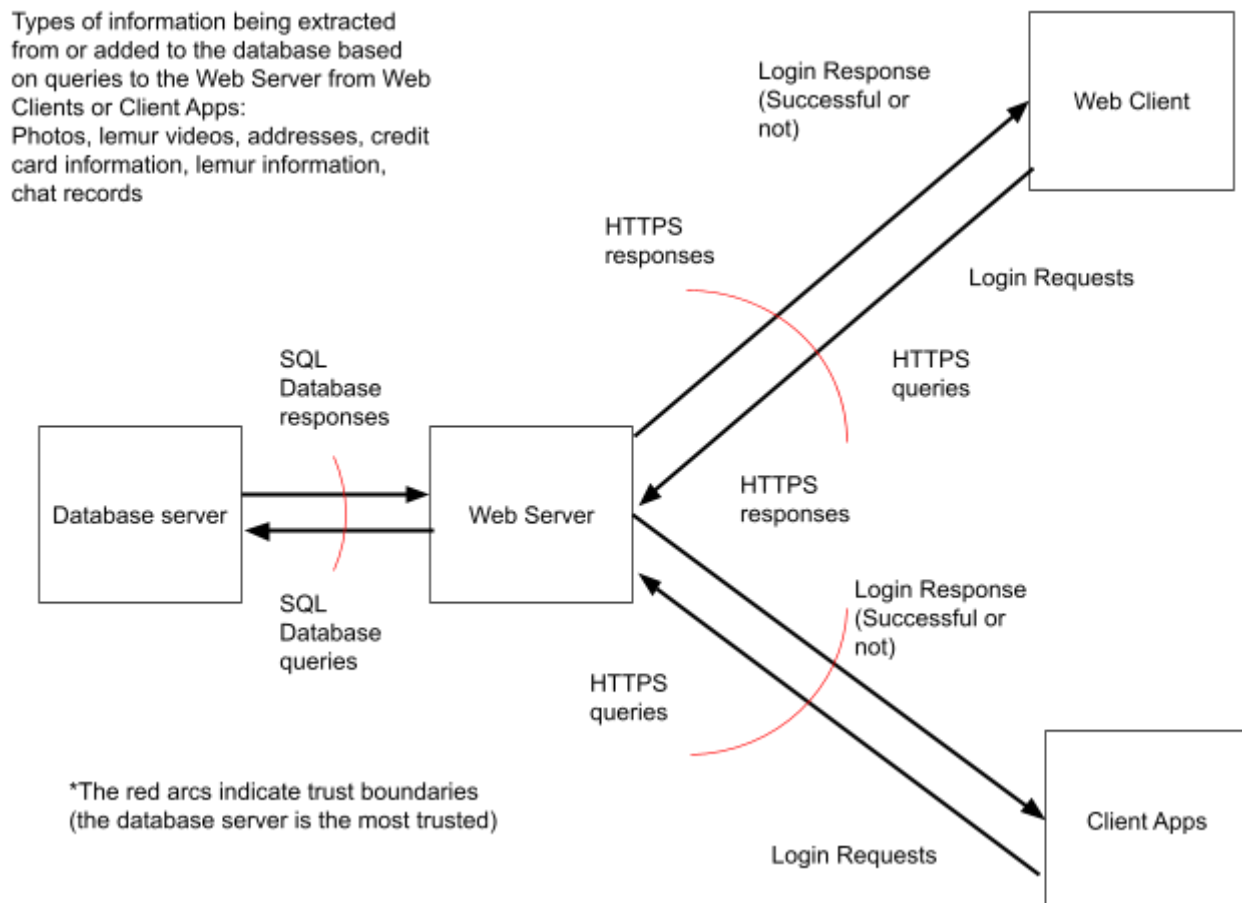 Types of information being extracted
from or added to the database based
on queries to the Web Server from Web
Clients or Client Apps:
Photos, lemur videos, addresses, credit
card information, lemur information,
chat records
Login Response
(Successful or
not)
Web Client
HTTPS
responses
Login Requests
HTTPS
queries
SQL
Database
responses
Database server
Web Server
HTTPS
responses
SQL
Database
queries
Login Response
(Successful or
not)
HTTPS
queries
*The red arcs indicate trust boundaries
(the database server is the most trusted)
Client Apps
Login Requests